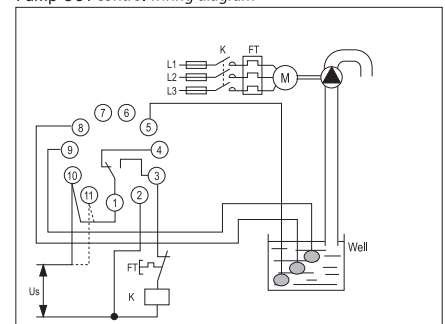 Pump OUT control wiring diagram
K FT
L1
L2
L3
M
7 6
8 5
9 4
10 3
11 2
1
Well
FT
Us
K